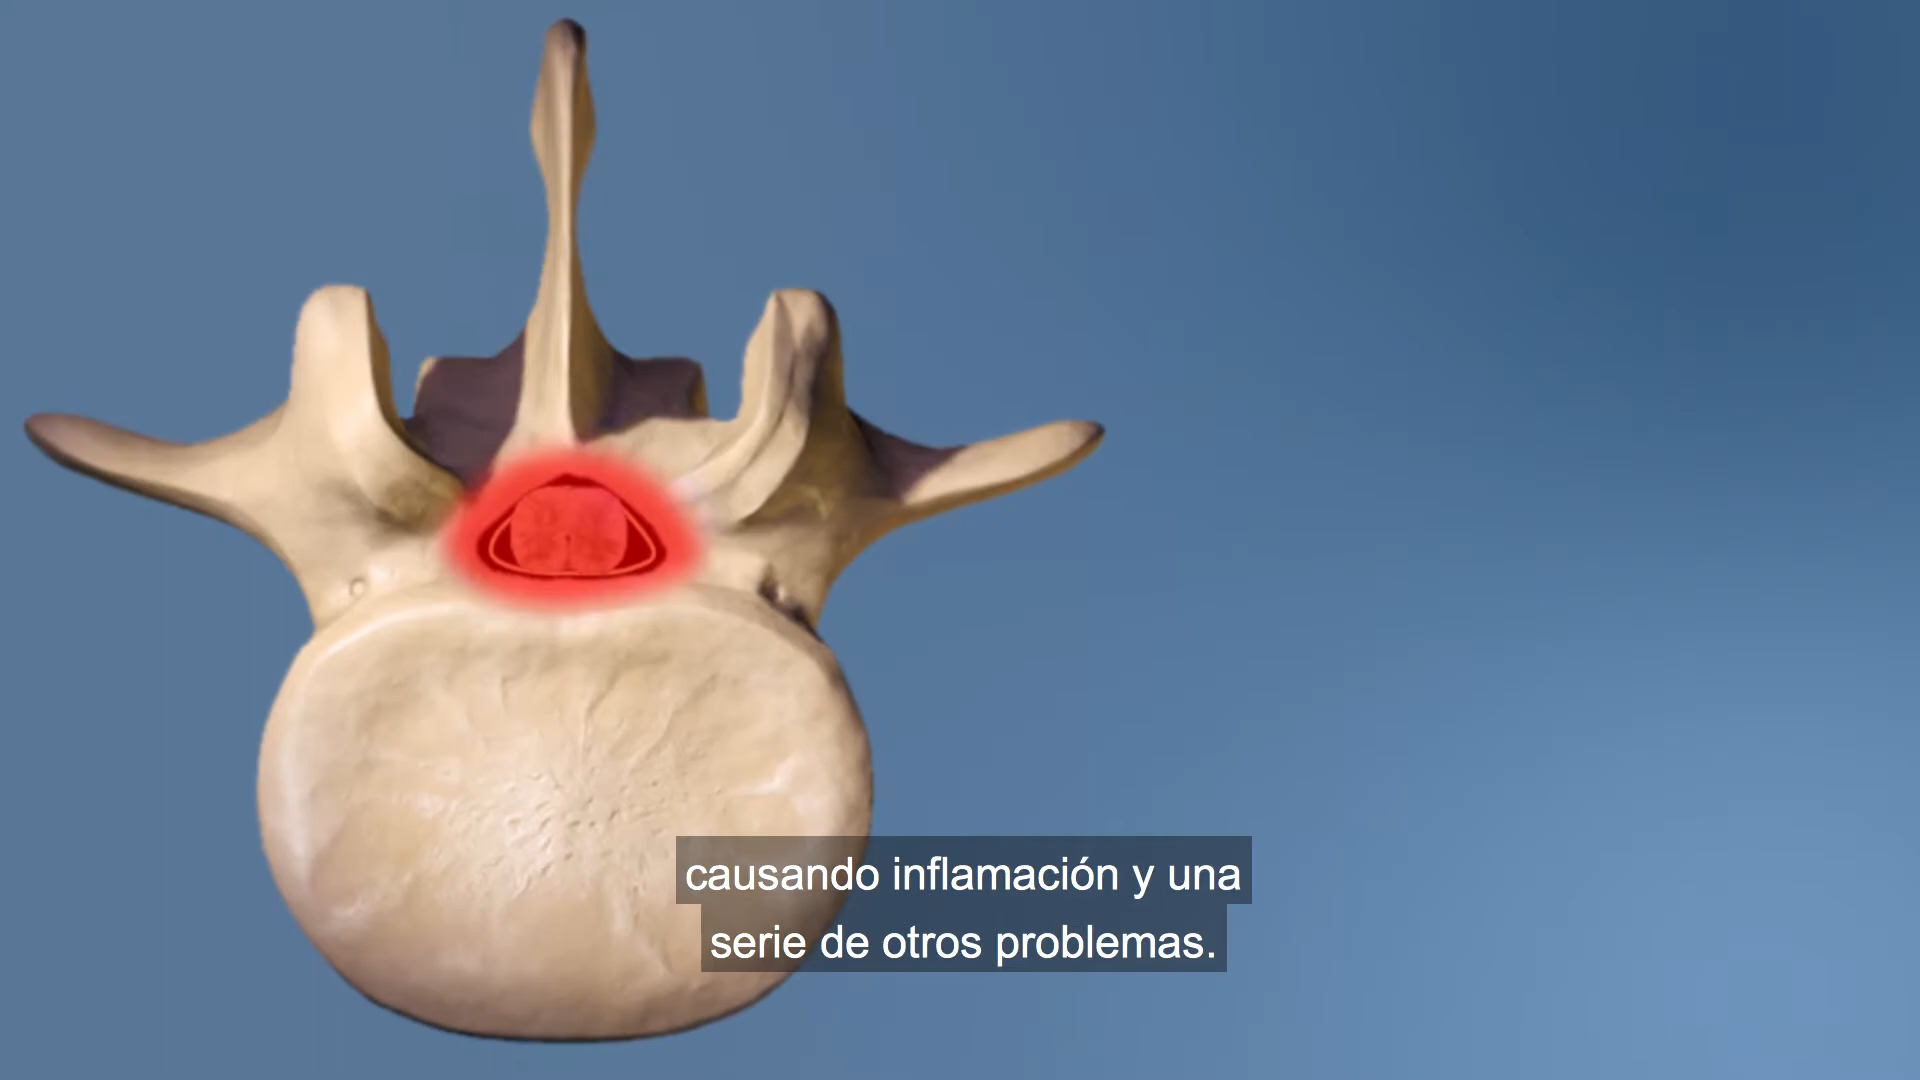 causando inflamación y una
serie de otros problemas.